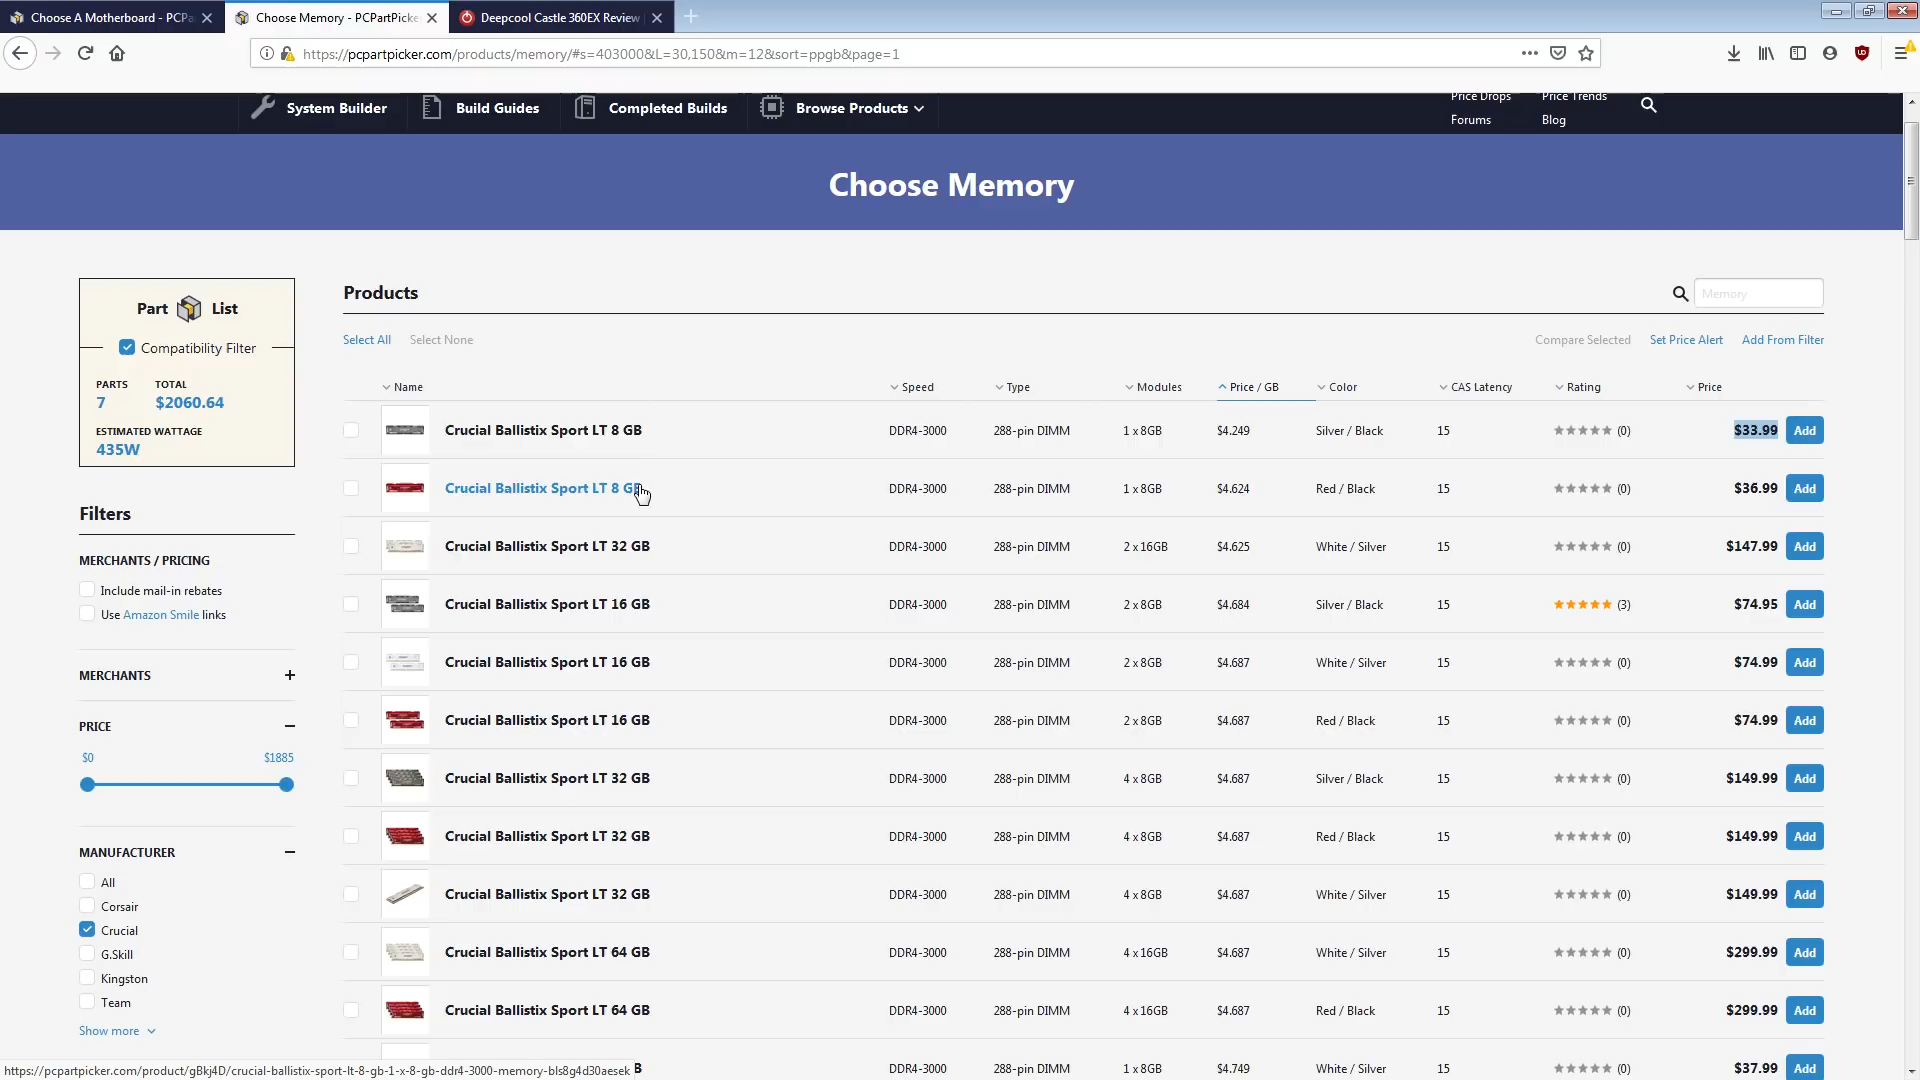 Choose A Motherboard - PCPa
Choose Memory - PCPartPicke
Deepcool Castle 360EX Review
https://pcpartpicker.com/products/memory/#s=403000&L=30,150&m=12&sort=ppgb&page=1
System Builder
Build Guides
Completed Builds
Browse Products
Price Drops
Price Trends
Forums
Blog
Choose Memory
Part List
Compatibility Filter
PARTS TOTAL
7 $2060.64
ESTIMATED WATTAGE
435W
Filters
MERCHANTS / PRICING
Include mail-in rebates
Use Amazon Smile links
MERCHANTS
PRICE
$0 $1885
MANUFACTURER
All
Corsair
Crucial
G.Skill
Kingston
Team
Show more
Products
Memory
Select All Select None Compare Selected Set Price Alert Add From Filter
Name Speed Type Modules Price / GB Color CAS Latency Rating Price
Crucial Ballistix Sport LT 8 GB DDR4-3000 288-pin DIMM 1 x 8GB $4.249 Silver / Black 15 (0) $33.99 Add
Crucial Ballistix Sport LT 8 GB DDR4-3000 288-pin DIMM 1 x 8GB $4.624 Red / Black 15 (0) $36.99 Add
Crucial Ballistix Sport LT 32 GB DDR4-3000 288-pin DIMM 2 x 16GB $4.625 White / Silver 15 (0) $147.99 Add
Crucial Ballistix Sport LT 16 GB DDR4-3000 288-pin DIMM 2 x 8GB $4.684 Silver / Black 15 (3) $74.95 Add
Crucial Ballistix Sport LT 16 GB DDR4-3000 288-pin DIMM 2 x 8GB $4.687 White / Silver 15 (0) $74.99 Add
Crucial Ballistix Sport LT 16 GB DDR4-3000 288-pin DIMM 2 x 8GB $4.687 Red / Black 15 (0) $74.99 Add
Crucial Ballistix Sport LT 32 GB DDR4-3000 288-pin DIMM 4 x 8GB $4.687 Silver / Black 15 (0) $149.99 Add
Crucial Ballistix Sport LT 32 GB DDR4-3000 288-pin DIMM 4 x 8GB $4.687 Red / Black 15 (0) $149.99 Add
Crucial Ballistix Sport LT 32 GB DDR4-3000 288-pin DIMM 4 x 8GB $4.687 White / Silver 15 (0) $149.99 Add
Crucial Ballistix Sport LT 64 GB DDR4-3000 288-pin DIMM 4 x 16GB $4.687 White / Silver 15 (0) $299.99 Add
Crucial Ballistix Sport LT 64 GB DDR4-3000 288-pin DIMM 4 x 16GB $4.687 Red / Black 15 (0) $299.99 Add
B DDR4-3000 288-pin DIMM 1 x 8GB $4.749 White / Silver 15 (0) $37.99 Add
https://pcpartpicker.com/product/gBkj4D/crucial-ballistix-sport-lt-8-gb-1-x-8-gb-ddr4-3000-memory-bls8g4d30aesek